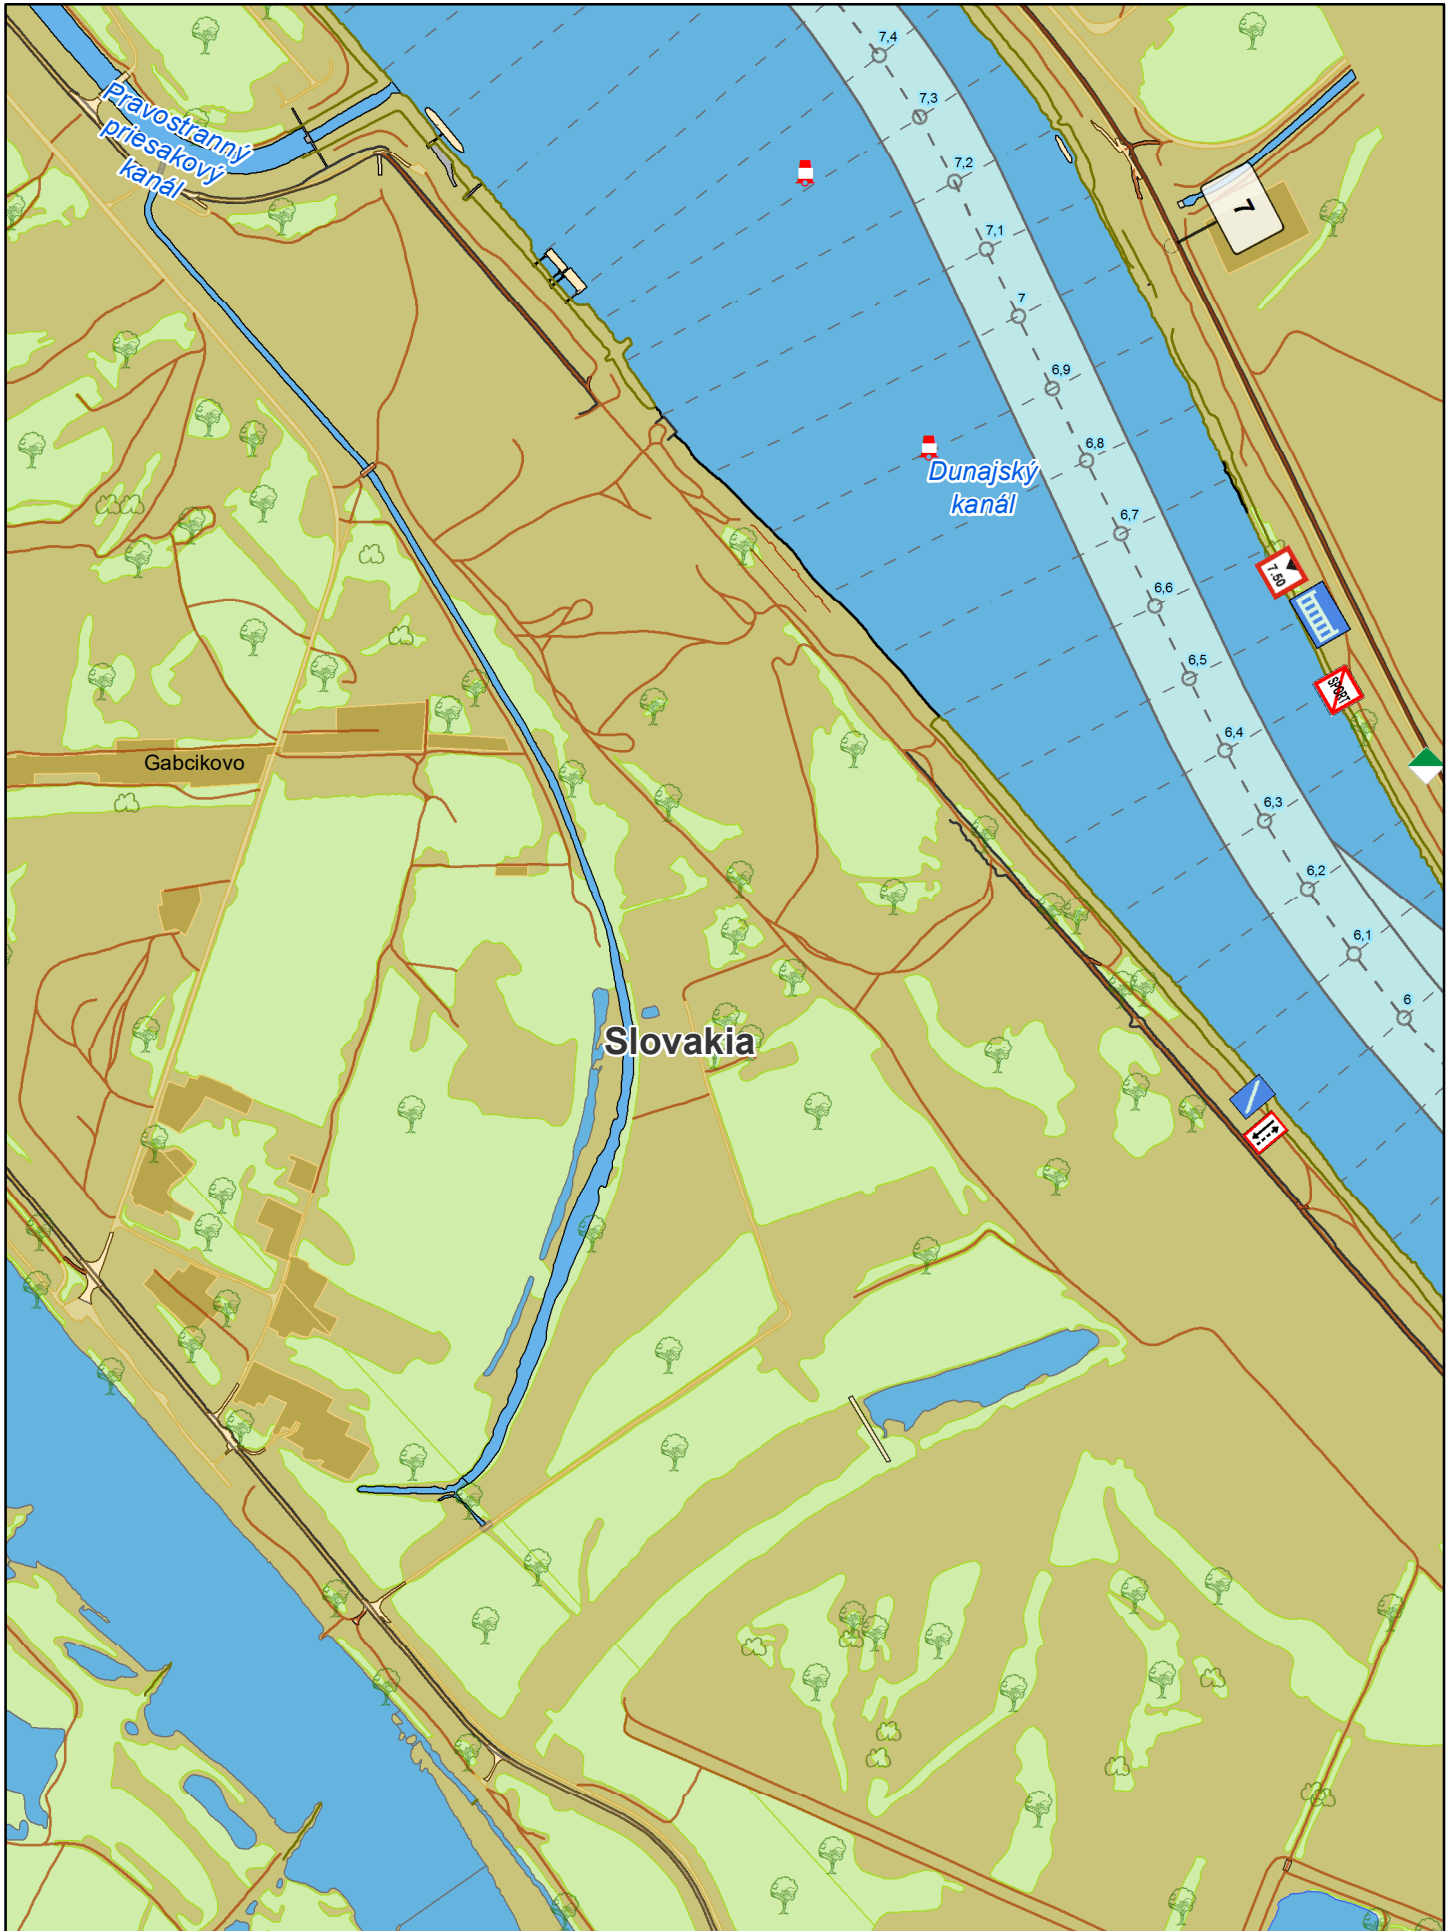 7,4
7,3
Pravostranný
priesakový
kanál
7,2
7
7,1
7
6,9
6,8
Dunajský
kanál
6,7
7.50
6,6
6,5
SPORT
6,4
Gabcikovo
6,3
6,2
6,1
6
Slovakia